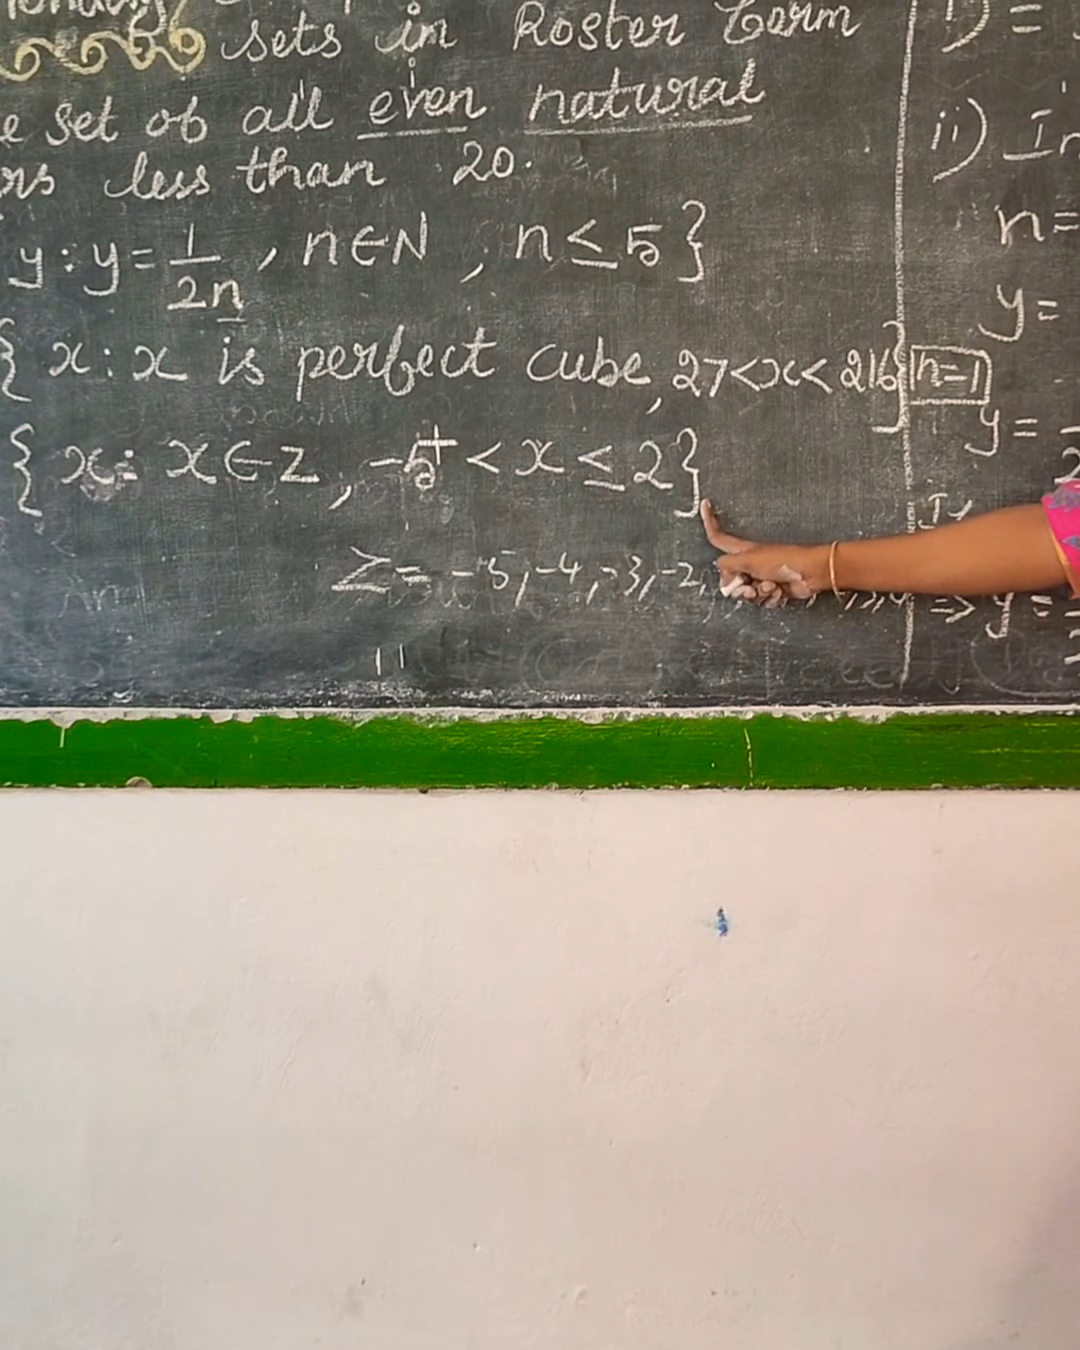 sets in Roster Form
e set of all even natural
rs less than 20.
y : y = 1/2n , n∈N , n ≤ 5 }
{ x : x is perfect cube, 27<x<216}
{ x : x ∈ Z , -5 < x ≤ 2}
Z = -5, -4, -3, -2,
i) =
ii) In
n =
y =
n=1
y =
⇒ y =